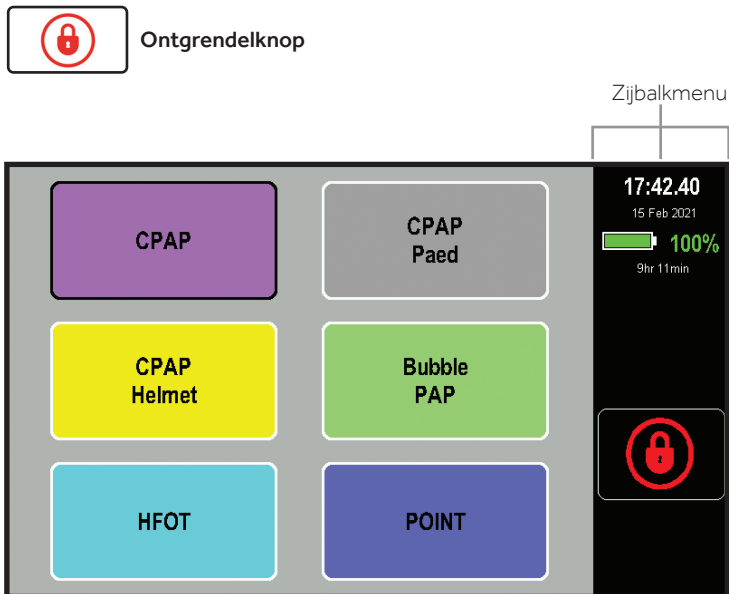 Ontgrendelknop
Zijbalkmenu
17:42.40
15 Feb 2021
100%
9hr 11min
CPAP
CPAP
Paed
CPAP
Helmet
Bubble
PAP
HFOT
POINT